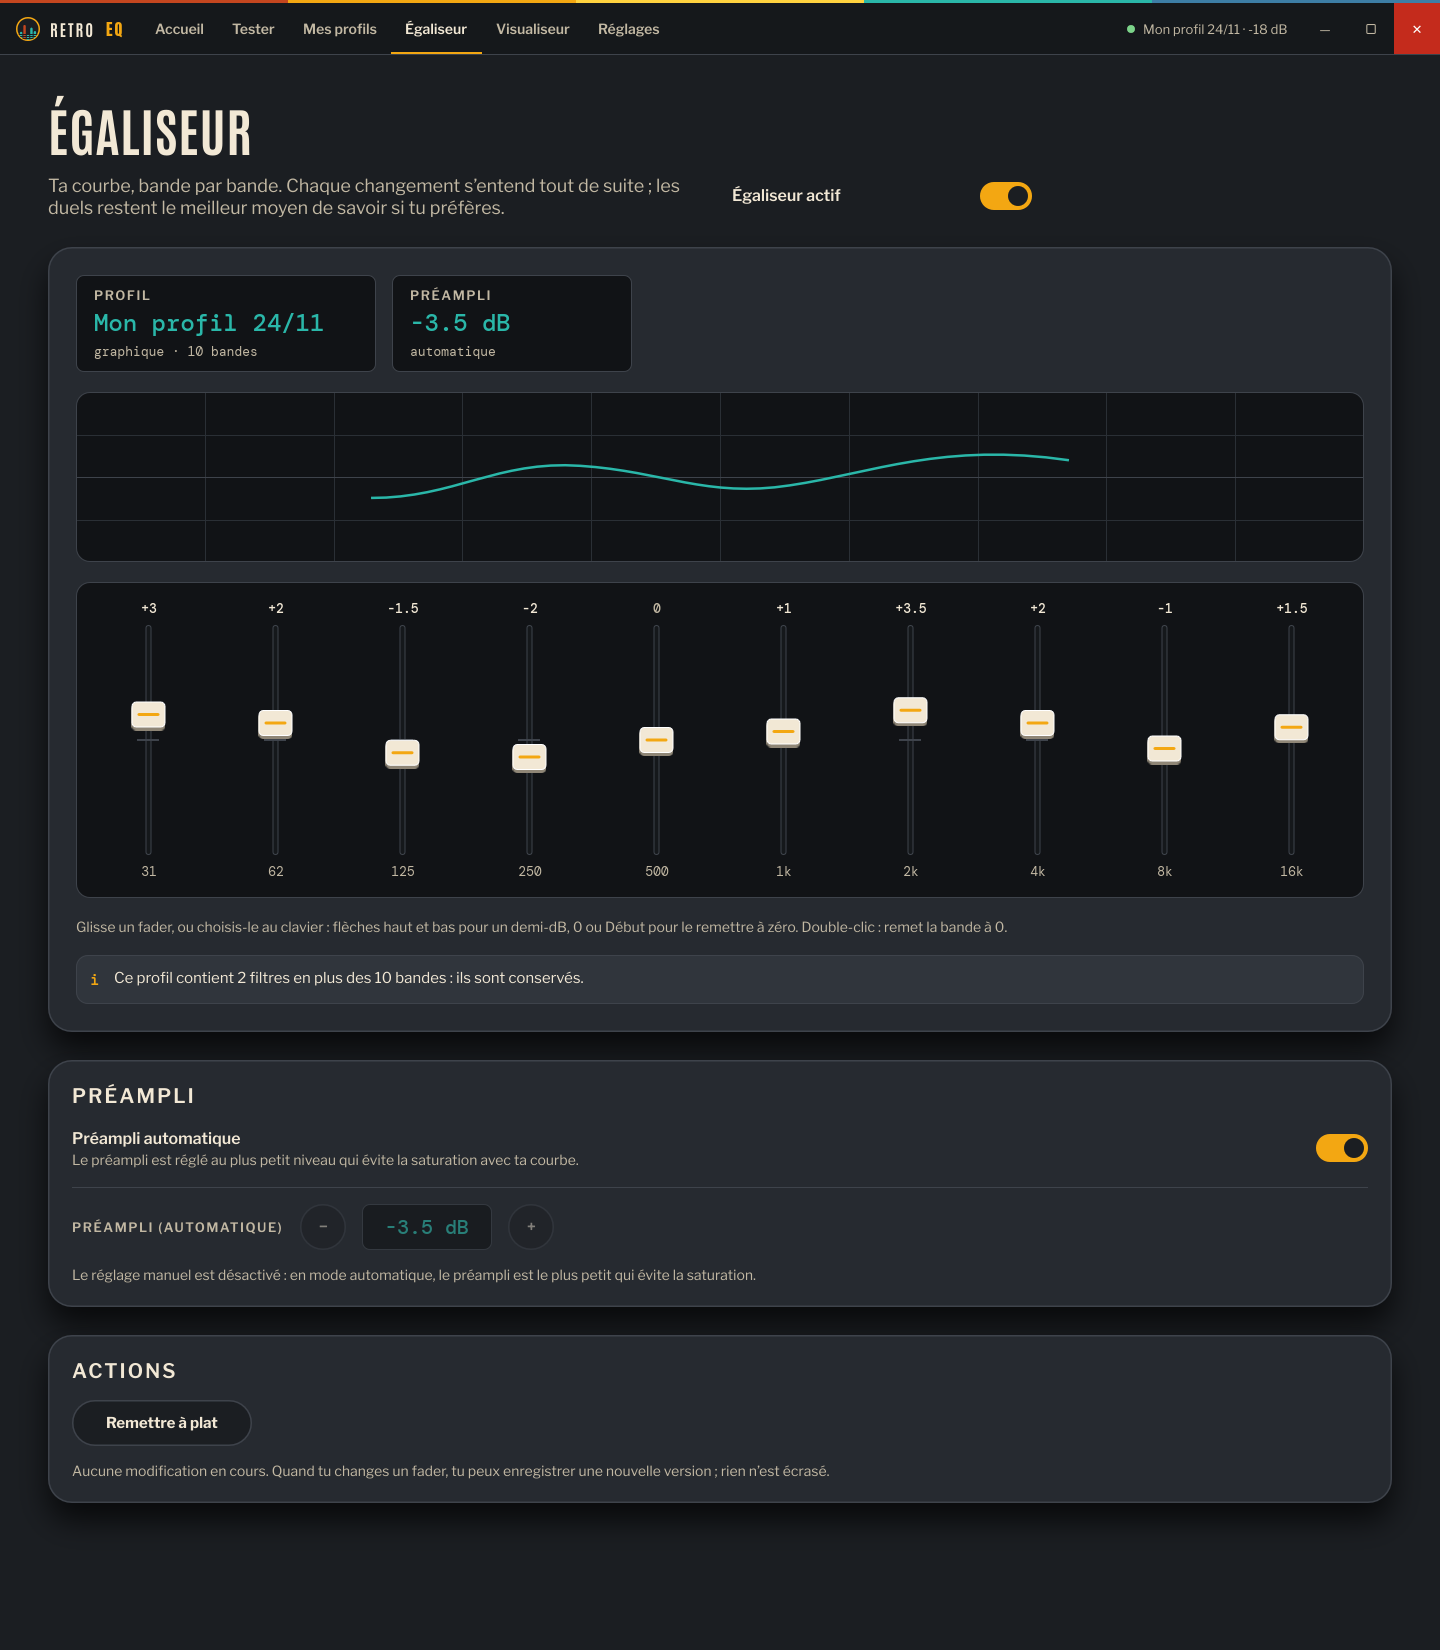 RETRO EQ Accueil Tester Mes profils Égaliseur Visualiseur Réglages Mon profil 24/11 · -18 dB
ÉGALISEUR
Ta courbe, bande par bande. Chaque changement s’entend tout de suite ; les
duels restent le meilleur moyen de savoir si tu préfères.
Égaliseur actif
PROFIL
Mon profil 24/11
graphique · 10 bandes
PRÉAMPLI
-3.5 dB
automatique
+3 +2 -1.5 -2 0 +1 +3.5 +2 -1 +1.5
31 62 125 250 500 1k 2k 4k 8k 16k
Glisse un fader, ou choisis-le au clavier : flèches haut et bas pour un demi-dB, 0 ou Début pour le remettre à zéro. Double-clic : remet la bande à 0.
i Ce profil contient 2 filtres en plus des 10 bandes : ils sont conservés.
PRÉAMPLI
Préampli automatique
Le préampli est réglé au plus petit niveau qui évite la saturation avec ta courbe.
PRÉAMPLI (AUTOMATIQUE) − -3.5 dB +
Le réglage manuel est désactivé : en mode automatique, le préampli est le plus petit qui évite la saturation.
ACTIONS
Remettre à plat
Aucune modification en cours. Quand tu changes un fader, tu peux enregistrer une nouvelle version ; rien n’est écrasé.